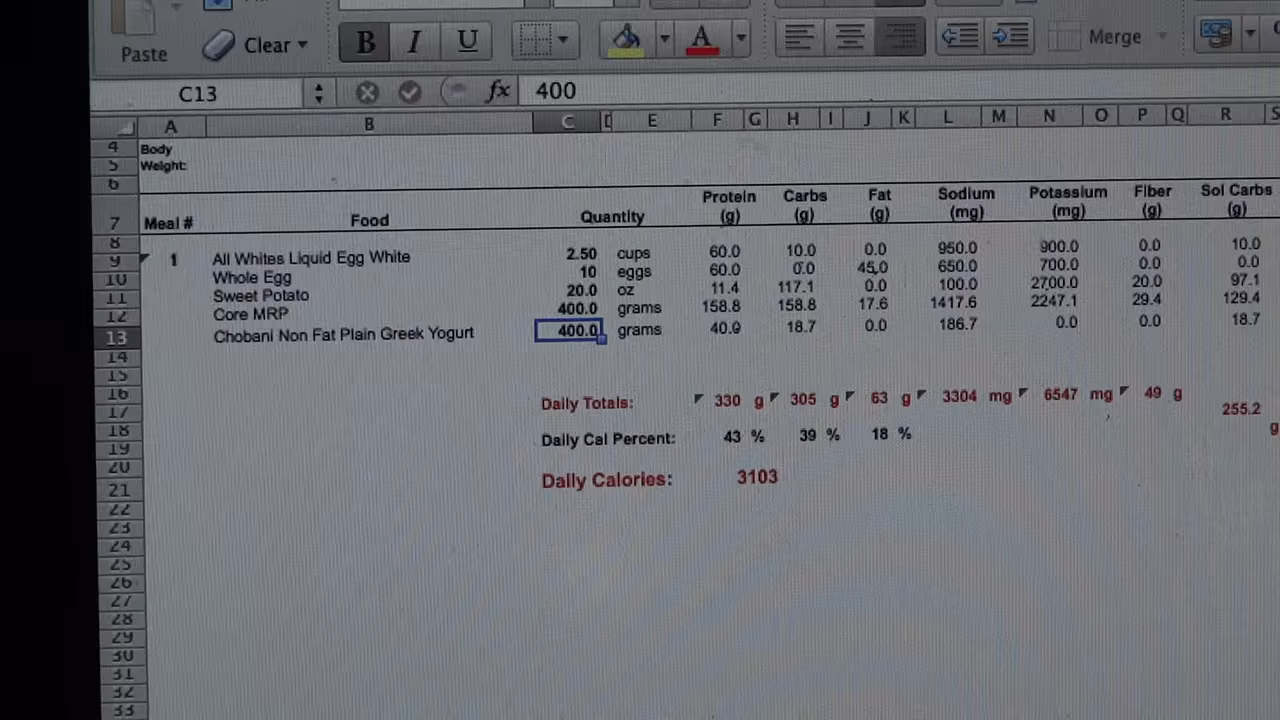 Paste Clear B I U A Merge
C13 fx 400
A B C E F G H I J K L M N O P Q R S
4 Body
5 Weight:
6
7 Meal # Food Quantity Protein (g) Carbs (g) Fat (g) Sodium (mg) Potassium (mg) Fiber (g) Sol Carbs (g)
8
9 1 All Whites Liquid Egg White 2.50 cups 60.0 10.0 0.0 950.0 900.0 0.0 10.0
10 Whole Egg 10 eggs 60.0 0.0 45.0 650.0 700.0 0.0 0.0
11 Sweet Potato 20.0 oz 11.4 117.1 0.0 100.0 2700.0 20.0 97.1
12 Core MRP 400.0 grams 158.8 158.8 17.6 1417.6 2247.1 29.4 129.4
13 Chobani Non Fat Plain Greek Yogurt 400.0 grams 40.0 18.7 0.0 186.7 0.0 0.0 18.7
14
15
16 Daily Totals: 330 g 305 g 63 g 3304 mg 6547 mg 49 g 255.2 g
17
18 Daily Cal Percent: 43 % 39 % 18 %
19
20
21 Daily Calories: 3103
22
23
24
25
26
27
28
29
30
31
32
33